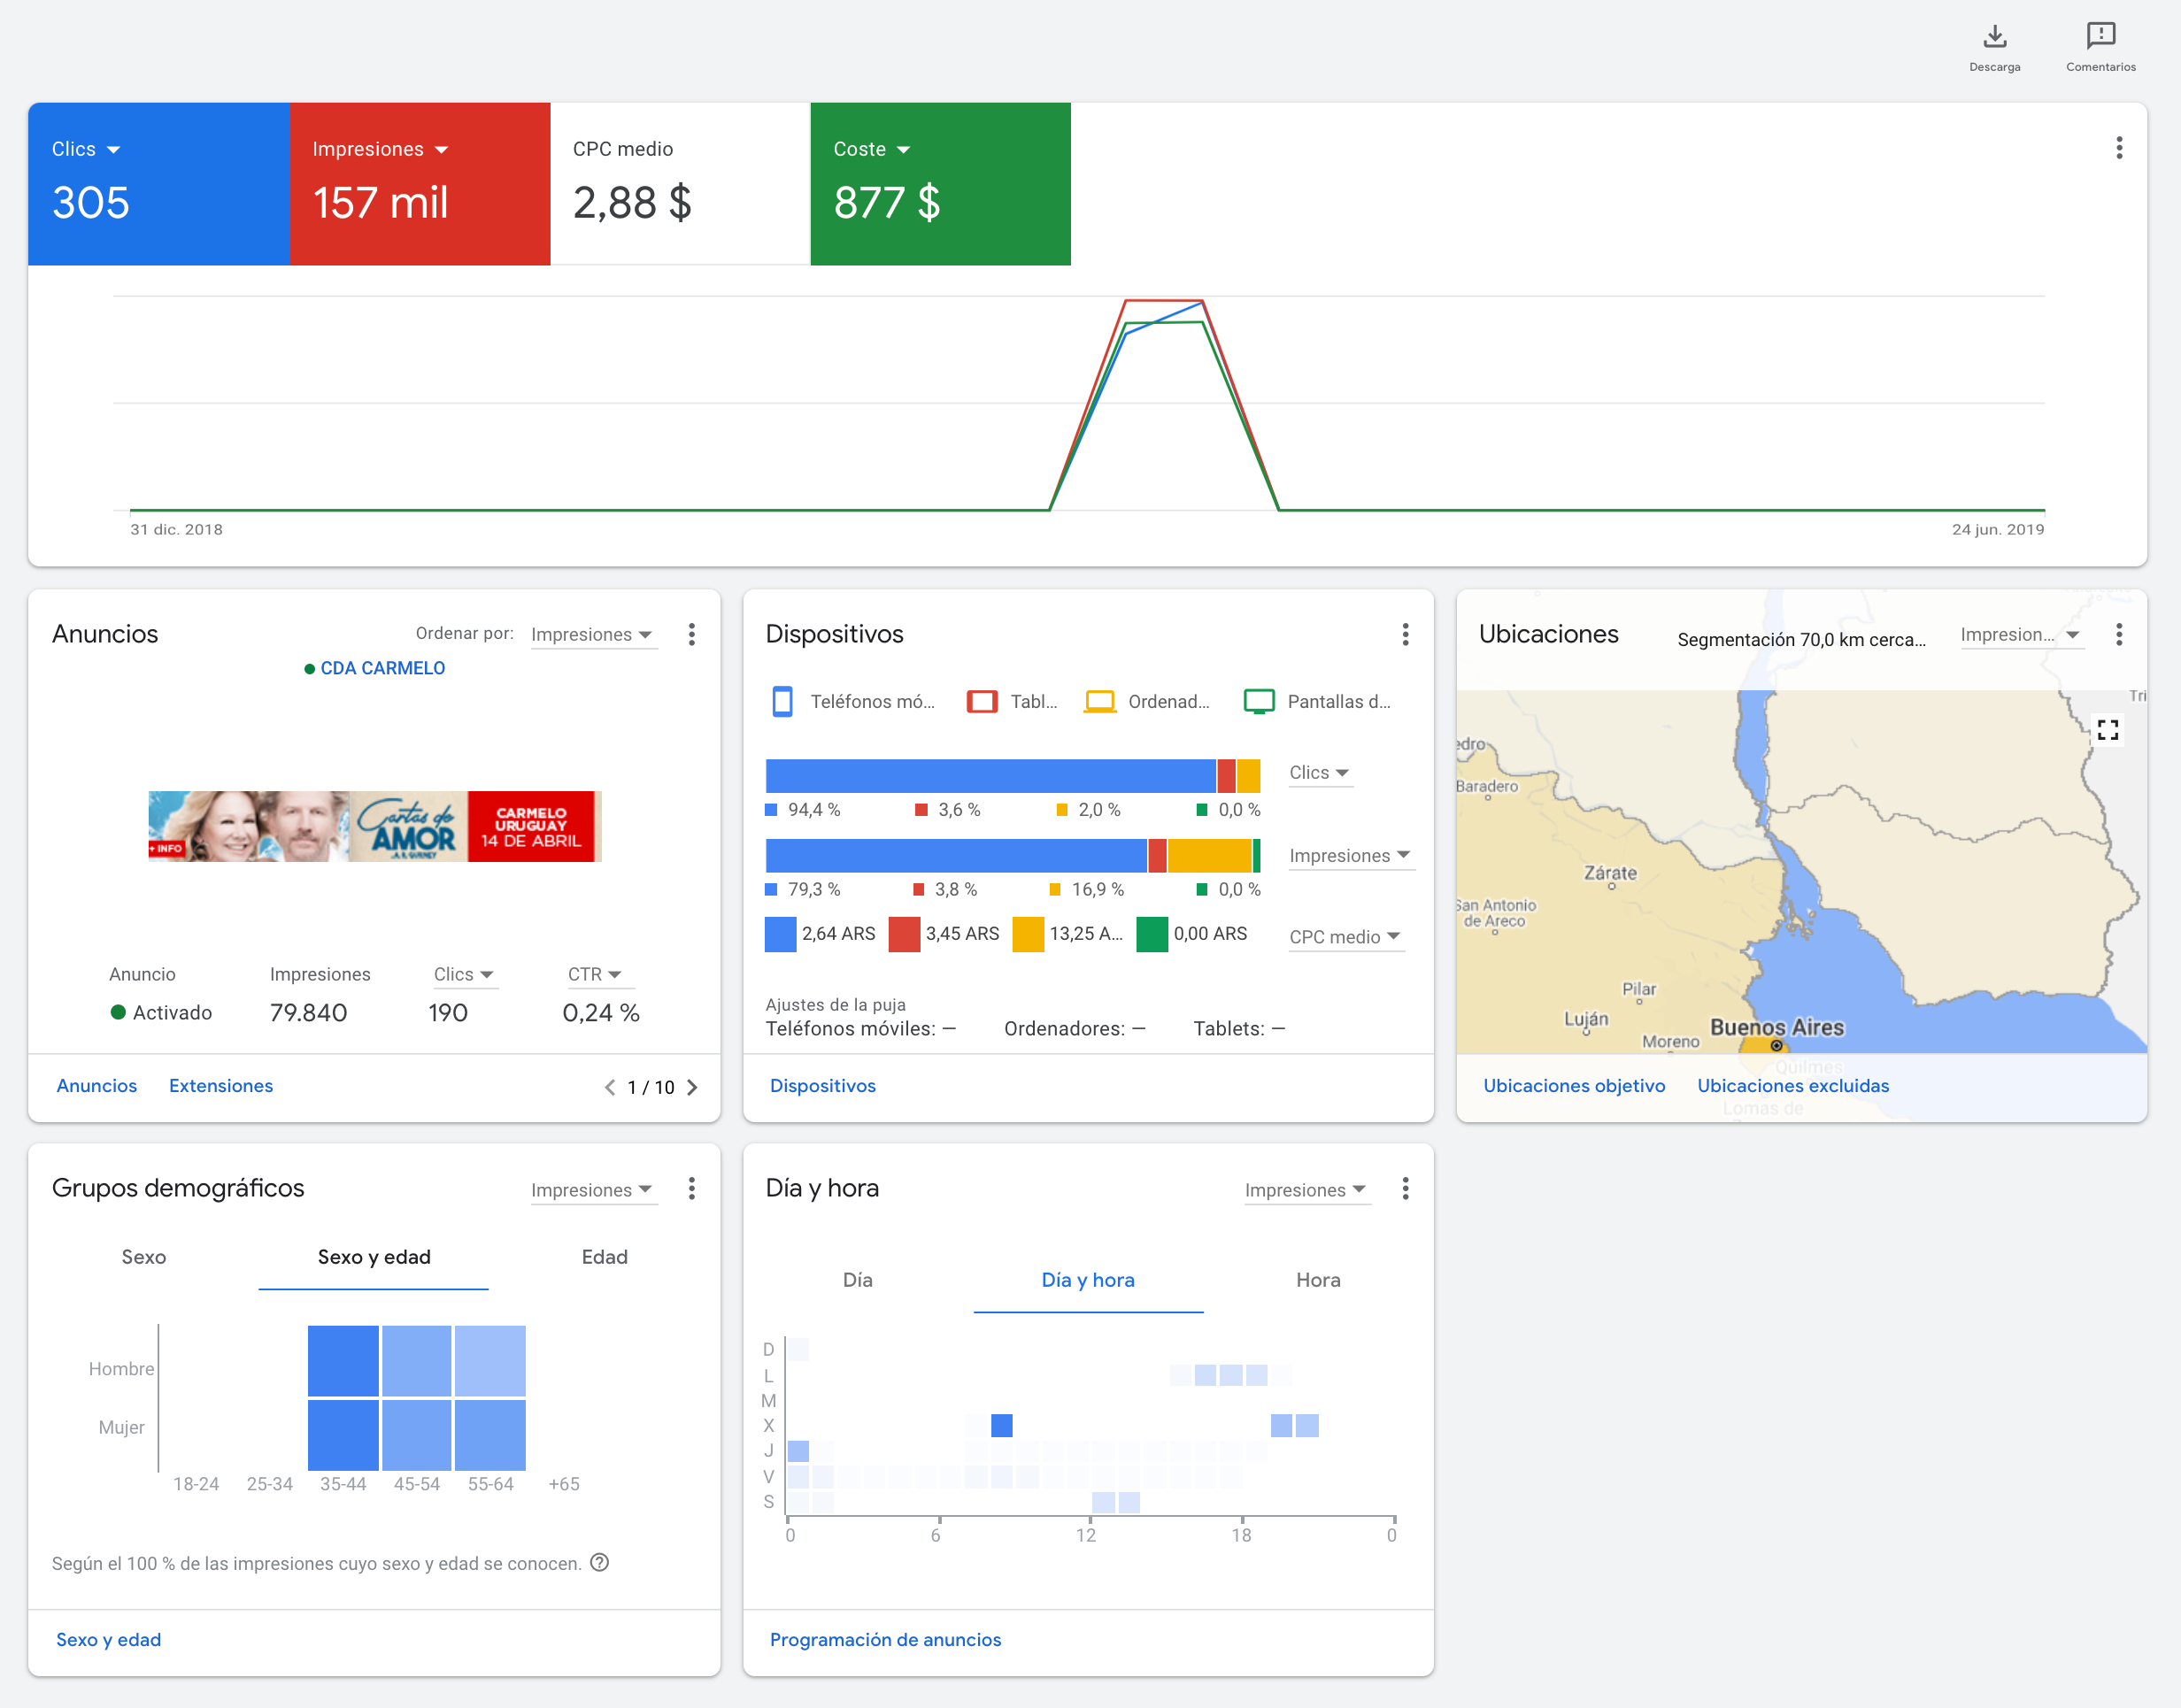 Descarga
Comentarios
Clics
Impresiones
CPC medio
Coste
305
157 mil
2,88 $
877 $
31 dic. 2018
24 jun. 2019
Anuncios
Ordenar por:
Impresiones
CDA CARMELO
+ INFO
Cartas de
AMOR
A. R. GURNEY
CARMELO
URUGUAY
14 DE ABRIL
Anuncio
Impresiones
Clics
CTR
Activado
79.840
190
0,24 %
Anuncios
Extensiones
1 / 10
Dispositivos
Teléfonos mó...
Tabl...
Ordenad...
Pantallas d...
Clics
94,4 %
3,6 %
2,0 %
0,0 %
Impresiones
79,3 %
3,8 %
16,9 %
0,0 %
2,64 ARS
3,45 ARS
13,25 A...
0,00 ARS
CPC medio
Ajustes de la puja
Teléfonos móviles: —
Ordenadores: —
Tablets: —
Dispositivos
Ubicaciones
Segmentación 70,0 km cerca...
Impresion...
Tri
edro
Baradero
Zárate
San Antonio
de Areco
Pilar
Luján
Buenos Aires
Moreno
Quilmes
Lomas de
Ubicaciones objetivo
Ubicaciones excluidas
Grupos demográficos
Impresiones
Sexo
Sexo y edad
Edad
Hombre
Mujer
18-24
25-34
35-44
45-54
55-64
+65
Según el 100 % de las impresiones cuyo sexo y edad se conocen.
Sexo y edad
Día y hora
Impresiones
Día
Día y hora
Hora
D
L
M
X
J
V
S
0
6
12
18
0
Programación de anuncios